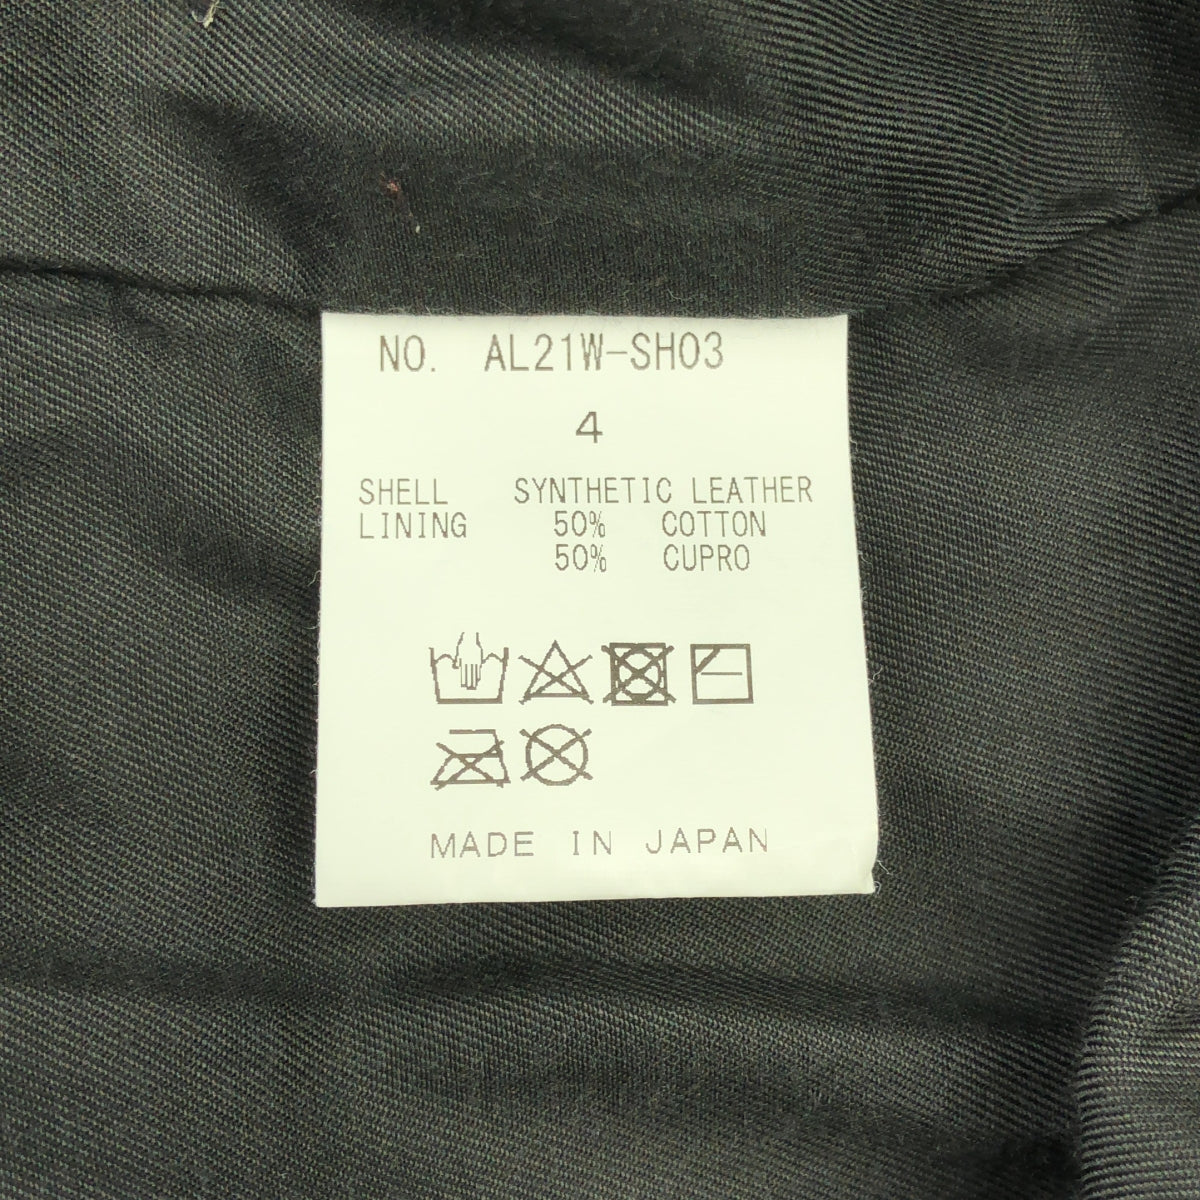 NO. AL21W-SH03
4
SHELL SYNTHETIC LEATHER
LINING 50% COTTON
50% CUPRO
MADE IN JAPAN